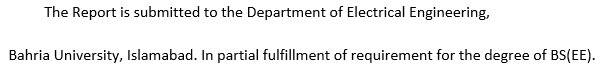 The Report is submitted to the Department of Electrical Engineering,
Bahria University, Islamabad. In partial fulfillment of requirement for the degree of BS(EE).